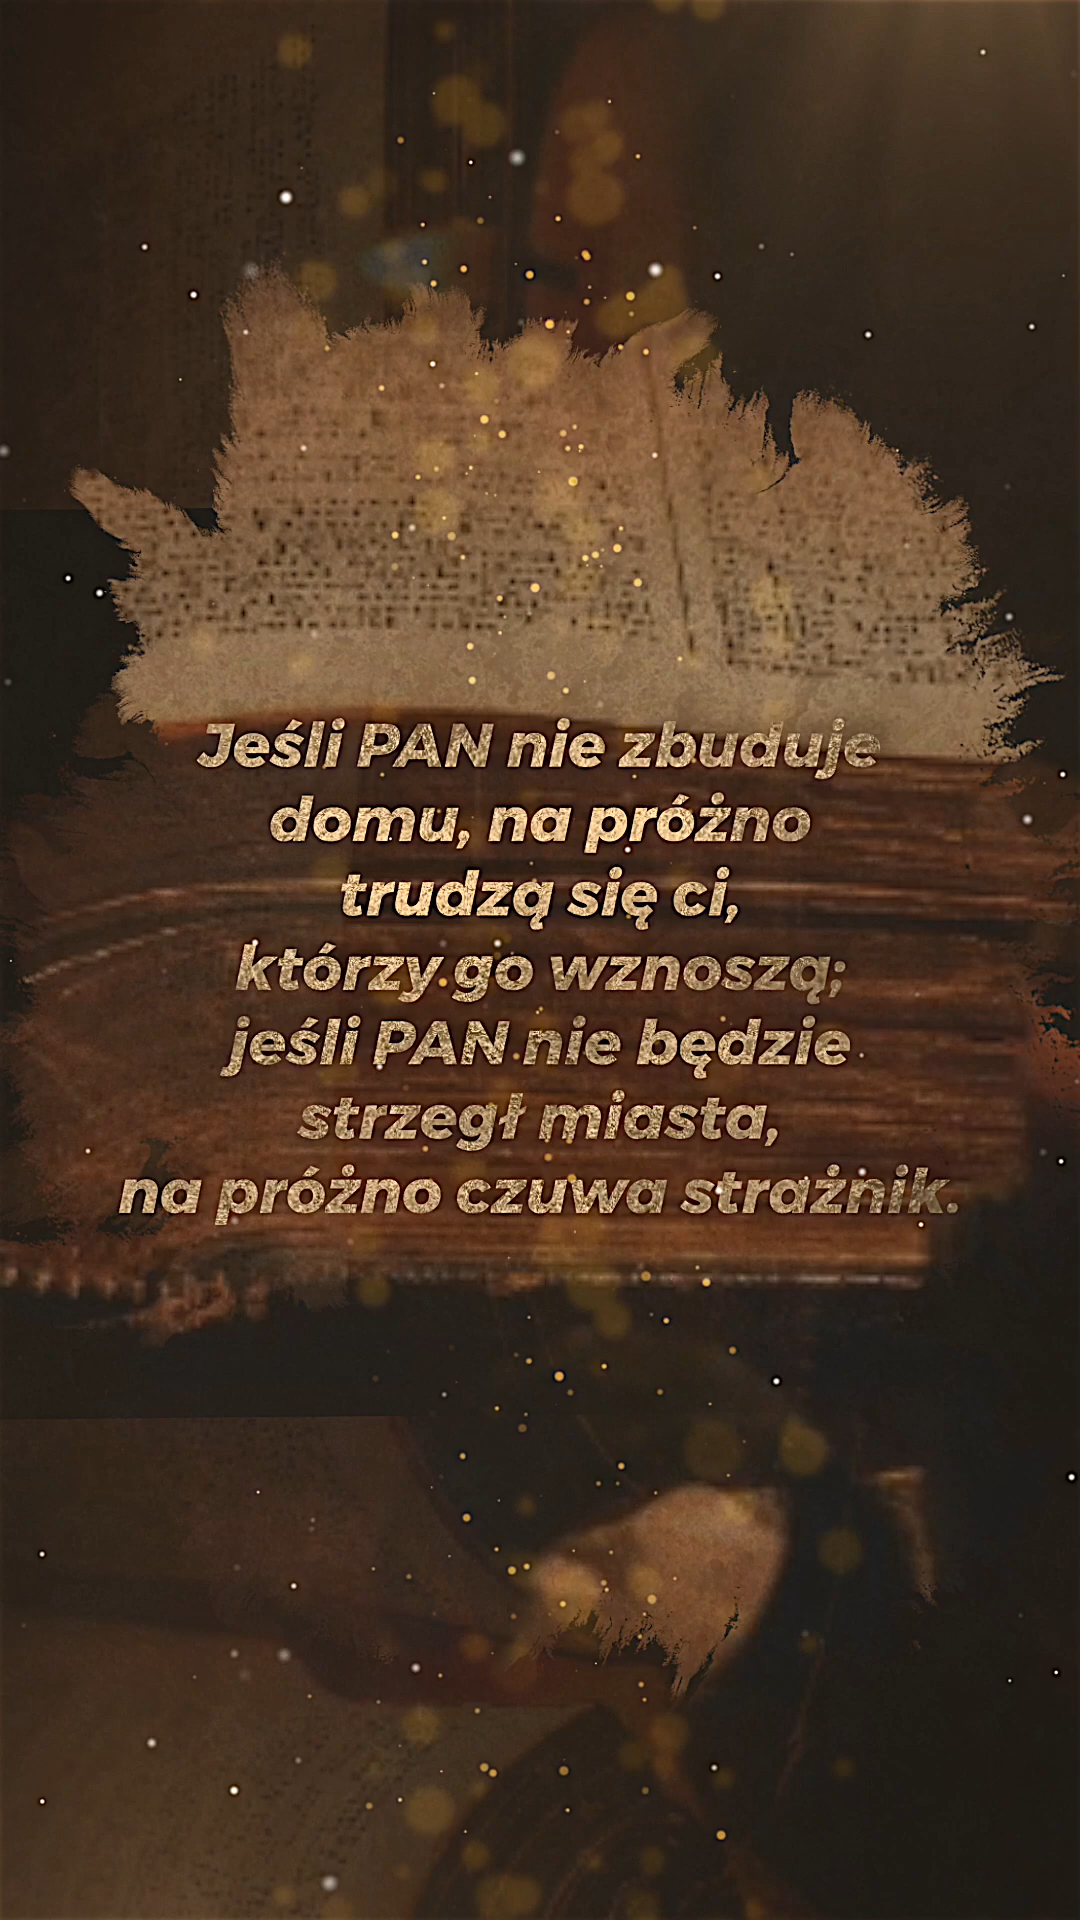 Jeśli PAN nie zbuduje
domu, na próżno
trudzą się ci,
którzy go wznoszą;
jeśli PAN nie będzie
strzegł miasta,
na próżno czuwa strażnik.